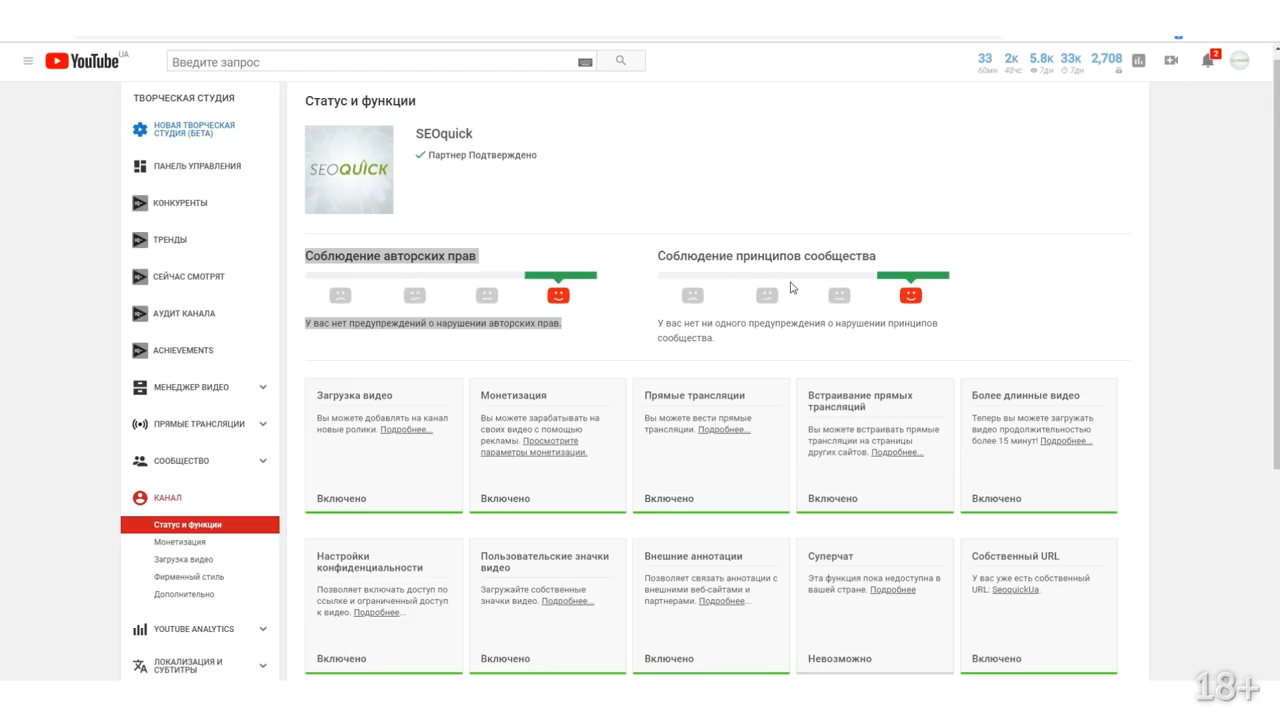 YouTube UA
Введите запрос
33 2к 5.8к 33к 2,708
60мн 48чс 7дн 7дн
2
ТВОРЧЕСКАЯ СТУДИЯ
НОВАЯ ТВОРЧЕСКАЯ
СТУДИЯ (БЕТА)
ПАНЕЛЬ УПРАВЛЕНИЯ
КОНКУРЕНТЫ
ТРЕНДЫ
СЕЙЧАС СМОТРЯТ
АУДИТ КАНАЛА
ACHIEVEMENTS
МЕНЕДЖЕР ВИДЕО
ПРЯМЫЕ ТРАНСЛЯЦИИ
СООБЩЕСТВО
КАНАЛ
Статус и функции
Монетизация
Загрузка видео
Фирменный стиль
Дополнительно
YOUTUBE ANALYTICS
ЛОКАЛИЗАЦИЯ И
СУБТИТРЫ
Статус и функции
SEOQUICK
SEOquick
Партнер Подтверждено
Соблюдение авторских прав
У вас нет предупреждений о нарушении авторских прав.
Соблюдение принципов сообщества
У вас нет ни одного предупреждения о нарушении принципов
сообщества.
Загрузка видео
Вы можете добавлять на канал
новые ролики. Подробнее...
Включено
Монетизация
Вы можете зарабатывать на
своих видео с помощью
рекламы. Просмотрите
параметры монетизации.
Включено
Прямые трансляции
Вы можете вести прямые
трансляции. Подробнее...
Включено
Встраивание прямых
трансляций
Вы можете встраивать прямые
трансляции на страницы
других сайтов. Подробнее...
Включено
Более длинные видео
Теперь вы можете загружать
видео продолжительностью
более 15 минут! Подробнее...
Включено
Настройки
конфиденциальности
Позволяет включать доступ по
ссылке и ограниченный доступ
к видео. Подробнее...
Включено
Пользовательские значки
видео
Загружайте собственные
значки видео. Подробнее...
Включено
Внешние аннотации
Позволяет связать аннотации с
внешними веб-сайтами и
партнерами. Подробнее...
Включено
Суперчат
Эта функция пока недоступна в
вашей стране. Подробнее
Невозможно
Собственный URL
У вас уже есть собственный
URL: SeoquickUa.
Включено
18+